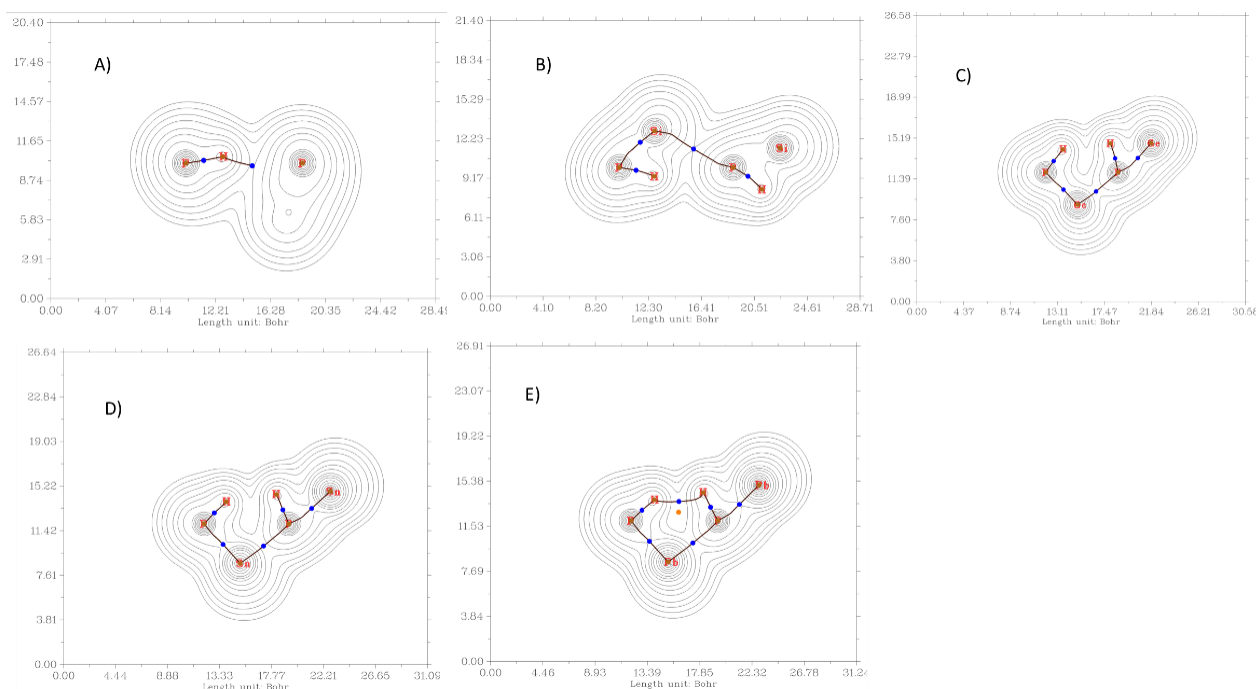 A)
20.40
17.48
14.57
11.65
8.74
5.83
3.91
0.00
0.00 4.07 8.14 12.21 16.28 20.35 24.42 28.41
Length unit: Bohr
P H P
B)
21.40
18.34
15.29
12.23
9.17
6.11
3.06
0.00
0.00 4.10 8.20 12.30 16.41 20.51 24.61 28.71
Length unit: Bohr
Si Si
P H P H
C)
26.58
22.79
18.99
15.19
11.39
7.60
3.80
0.00
0.00 4.37 8.74 13.11 17.47 21.84 26.21 30.58
Length unit: Bohr
H H Ge
P P
Ge
D)
26.64
22.84
19.03
15.22
11.42
7.61
3.81
0.00
0.00 4.44 8.88 13.33 17.77 22.21 26.65 31.09
Length unit: Bohr
H H Sn
P P
Sn
E)
26.91
23.07
19.22
15.38
11.53
7.69
3.84
0.00
0.00 4.46 8.93 13.39 17.85 22.32 26.78 31.24
Length unit: Bohr
H H Pb
P P
Pb